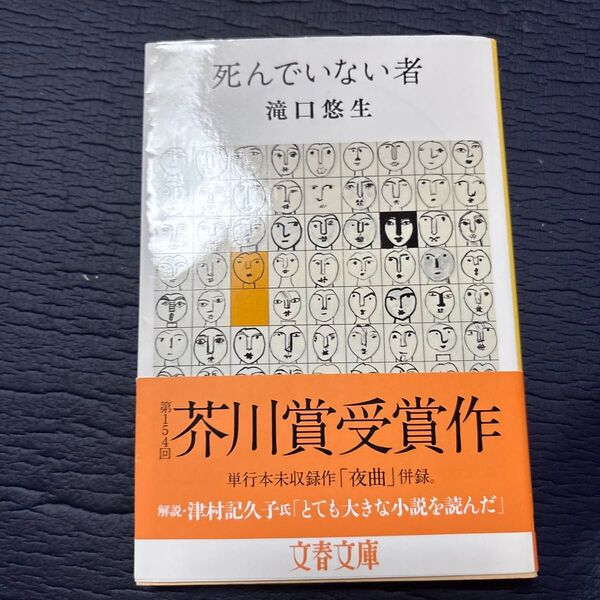 死んでいない者
滝口悠生
第154回
芥川賞受賞作
単行本未収録作「夜曲」併録。
解説・津村記久子氏「とても大きな小説を読んだ」
文春文庫